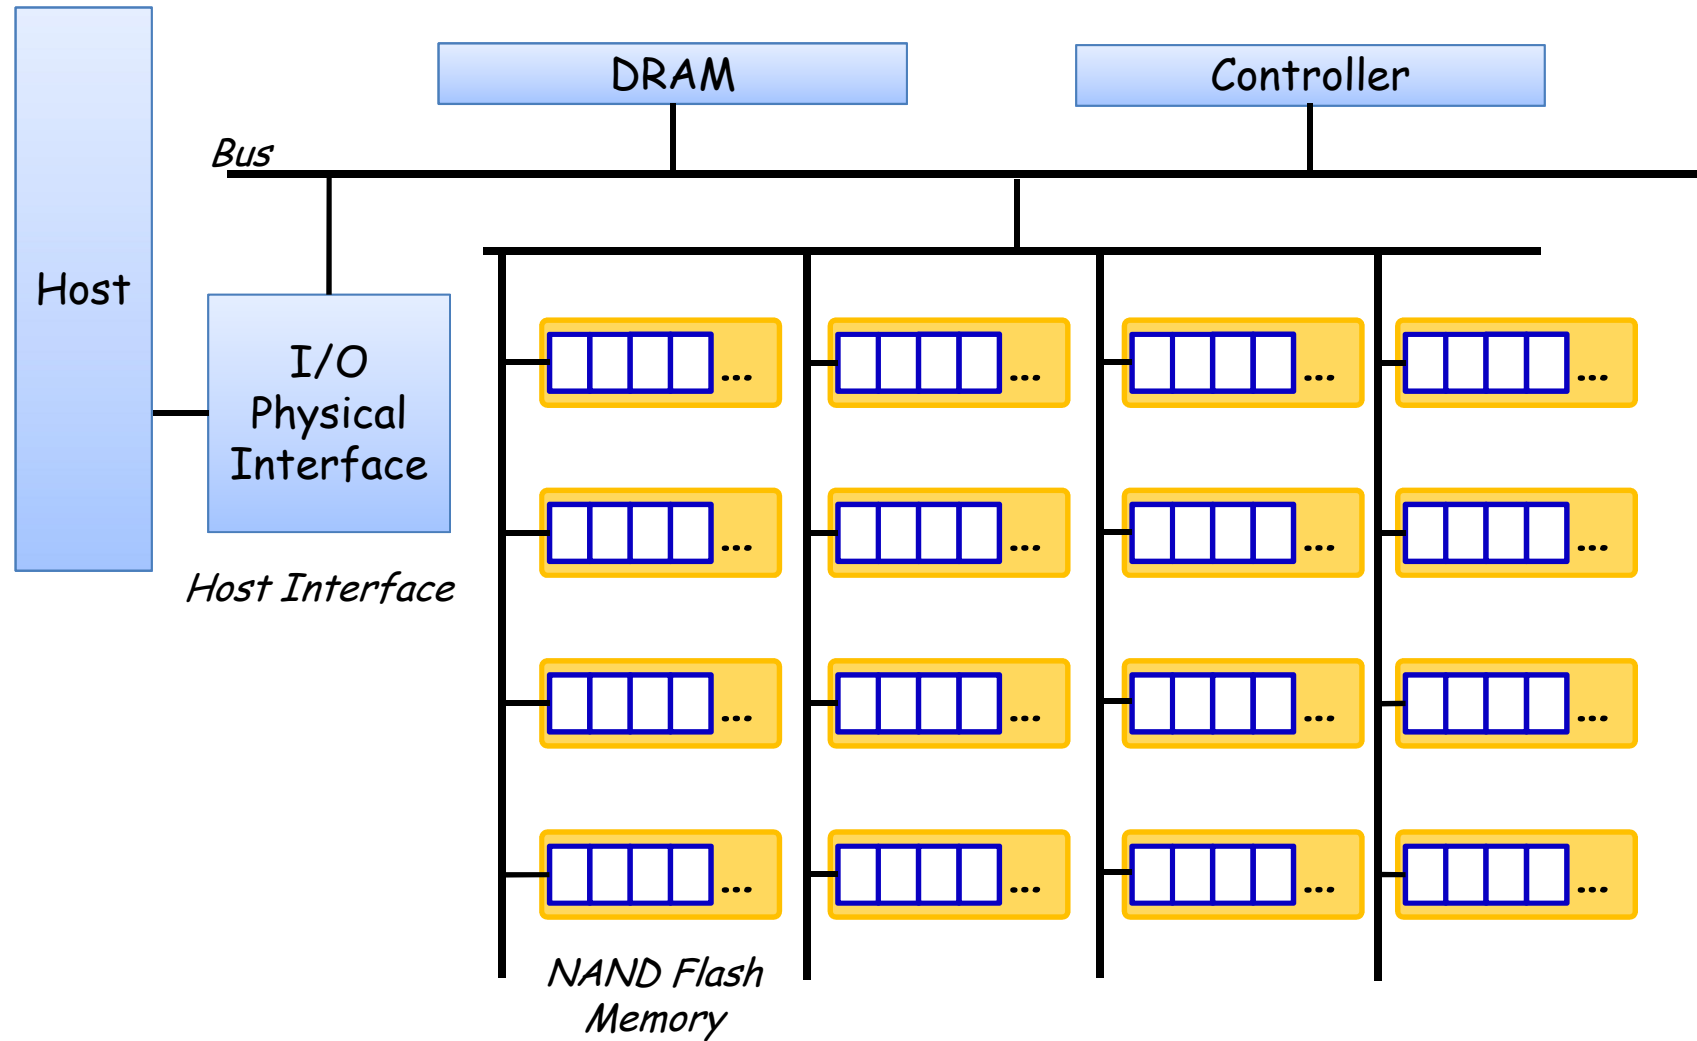 DRAM
Controller
Bus
Host
I/O
Physical
Interface
Host Interface
... ... ... ...
... ... ... ...
... ... ... ...
... ... ... ...
NAND Flash
Memory